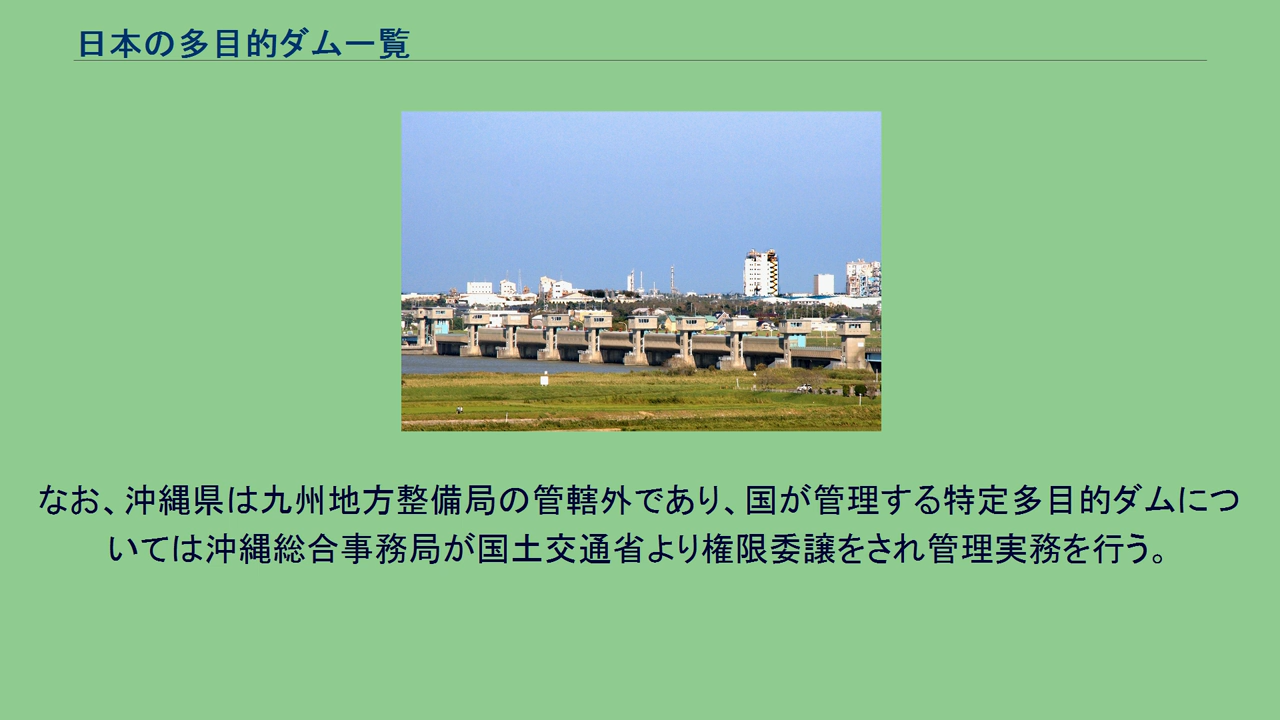 日本の多目的ダム一覧
なお、沖縄県は九州地方整備局の管轄外であり、国が管理する特定多目的ダムにつ
いては沖縄総合事務局が国土交通省より権限委譲をされ管理実務を行う。